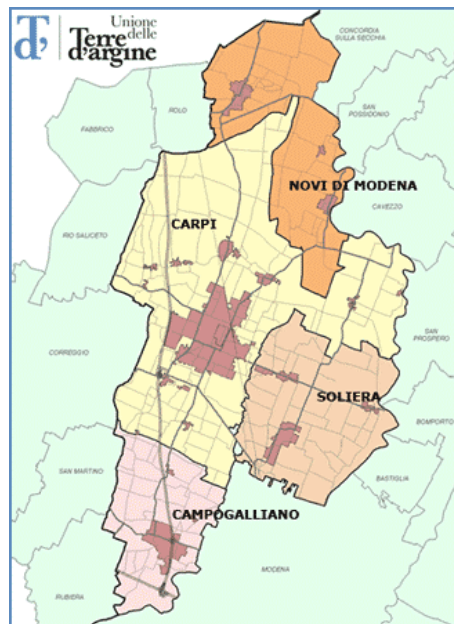 Unione
delle
Terre
d'argine
CONCORDIA
SULLA SECCHIA
ROLO
FABBRICO
SAN
POSSIDONIO
NOVI DI MODENA
CAVEZZO
CARPI
RIO SALICETO
SAN
PROSPERO
CORREGGIO
SOLIERA
BOMPORTO
SAN MARTINO
BASTIGLIA
CAMPOGALLIANO
MODENA
RUBIERA